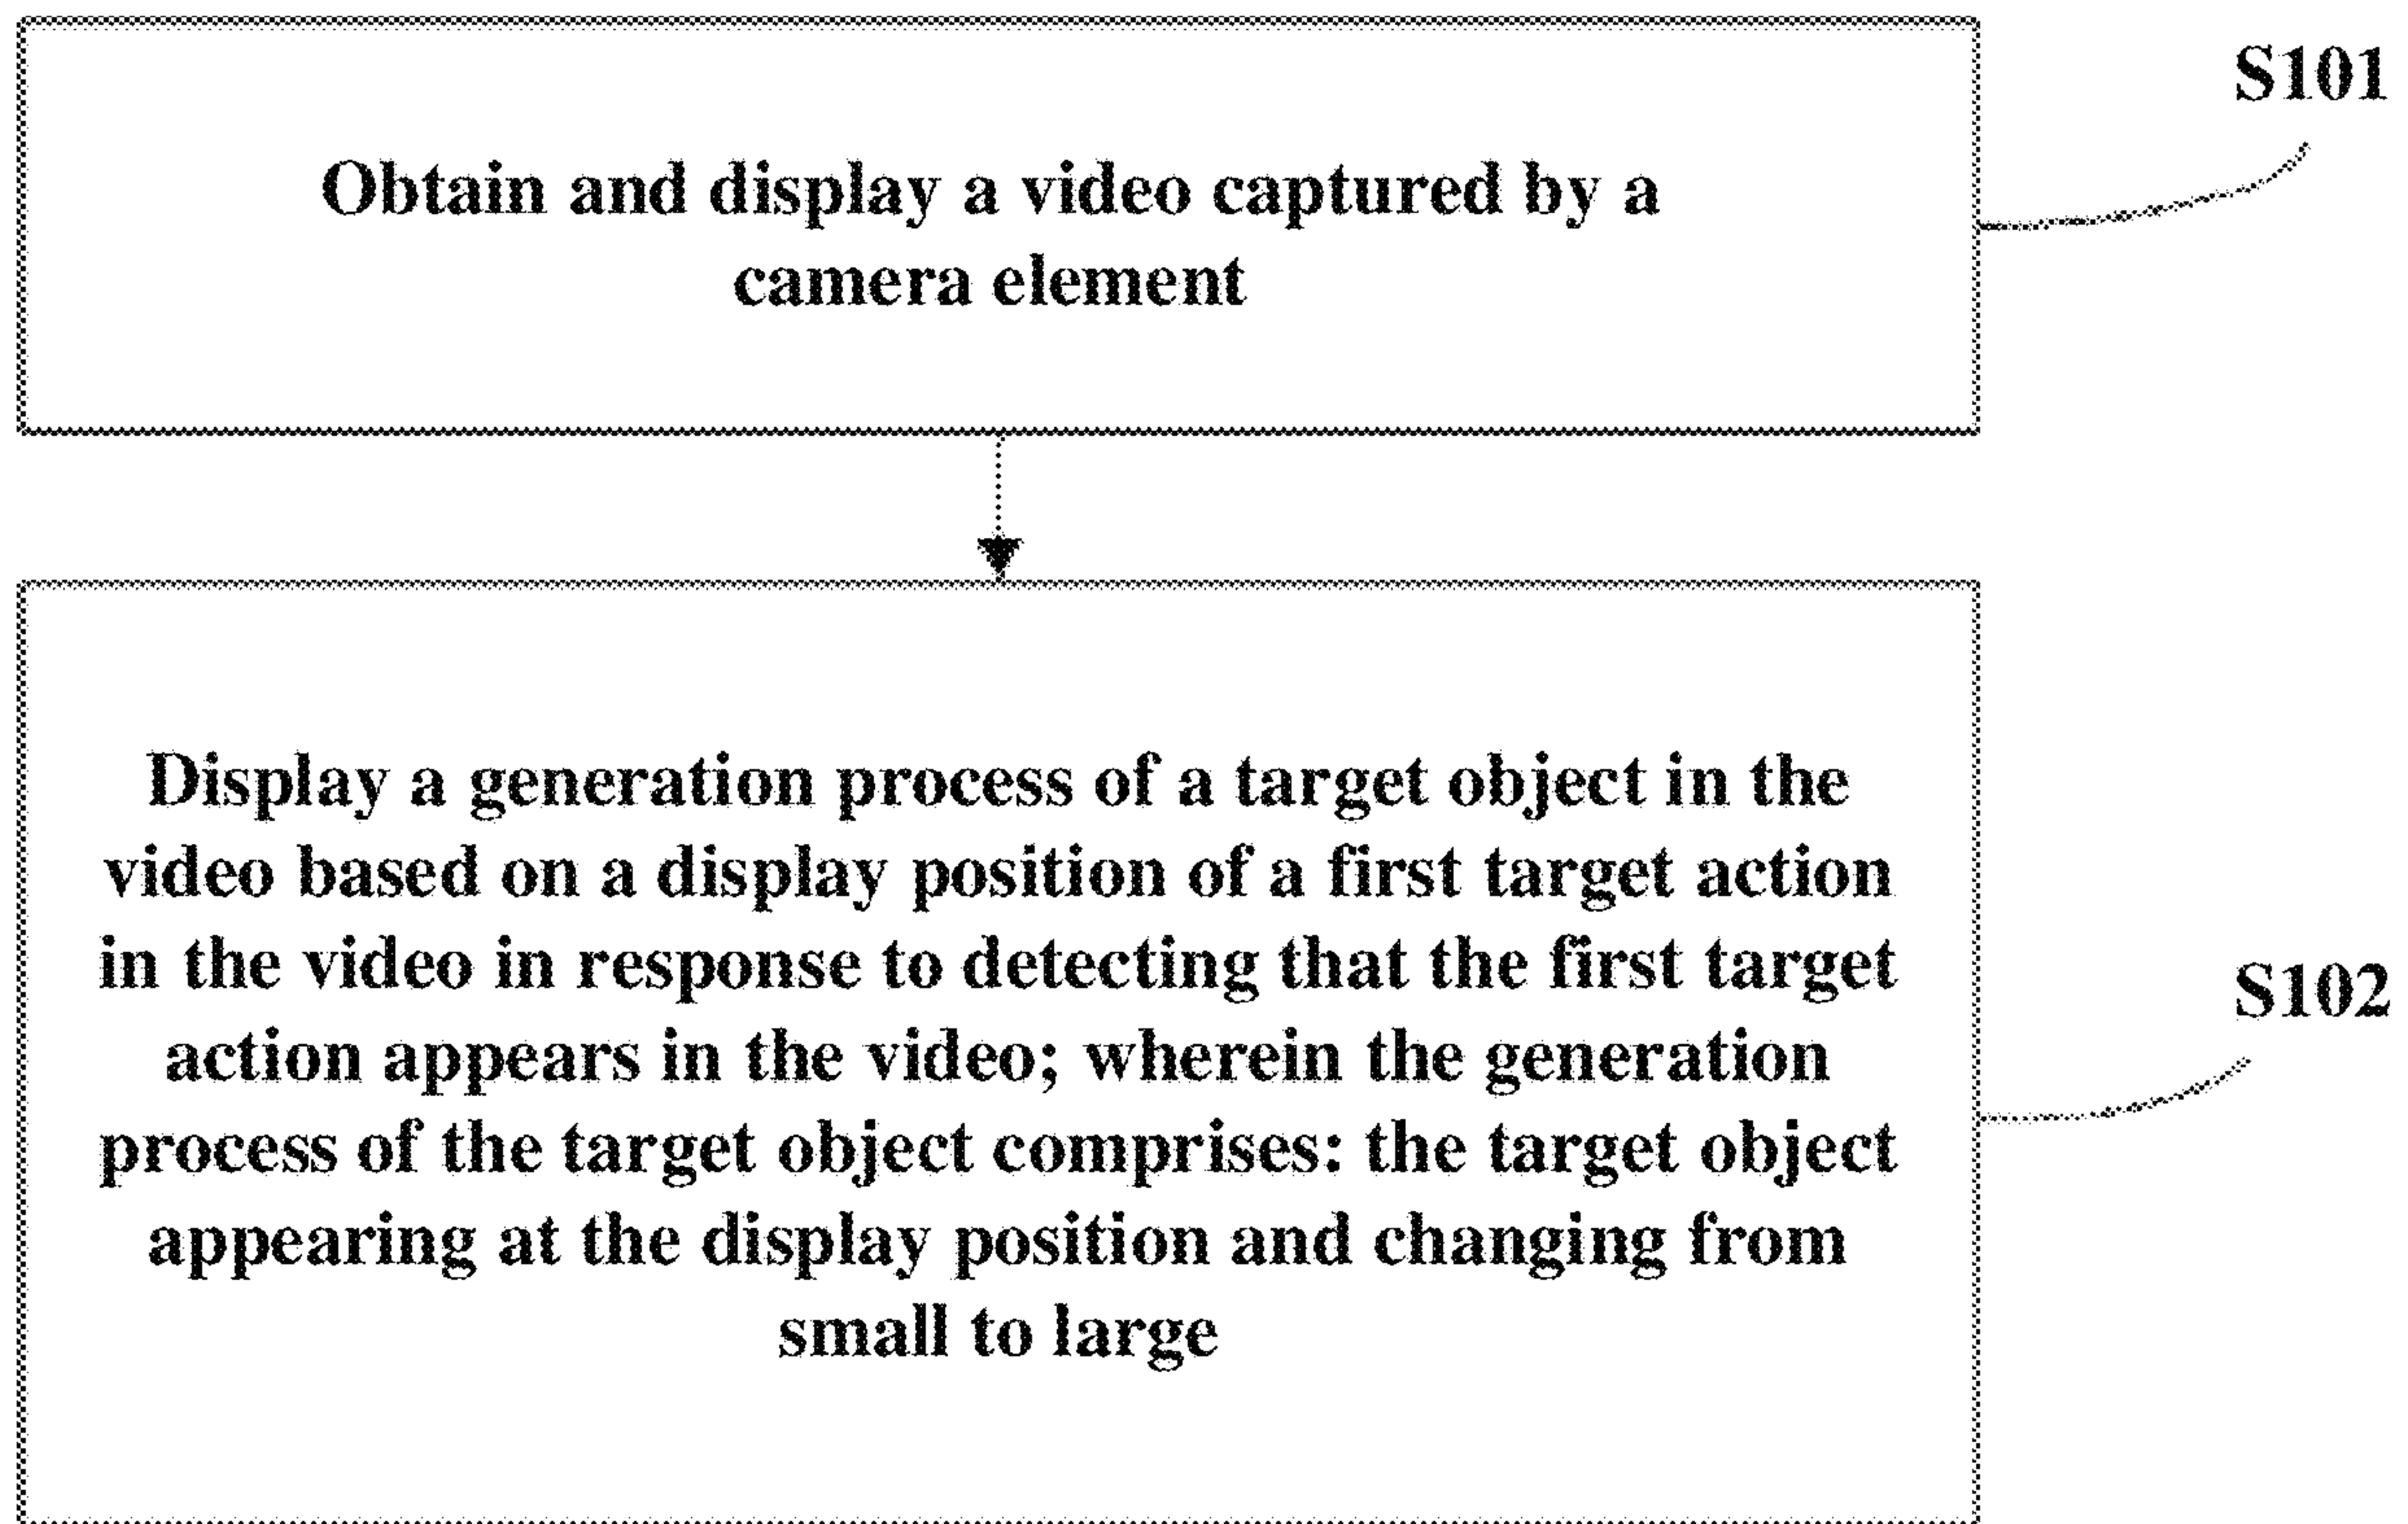 S101
Obtain and display a video captured by a
camera element
Display a generation process of a target object in the
video based on a display position of a first target action
in the video in response to detecting that the first target
action appears in the video; wherein the generation
process of the target object comprises: the target object
appearing at the display position and changing from
small to large
S102